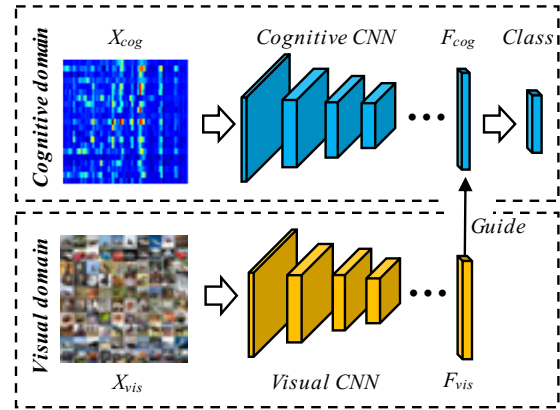 X_cog Cognitive CNN F_cog Class
Cognitive domain
Guide
Visual domain
X_vis Visual CNN F_vis